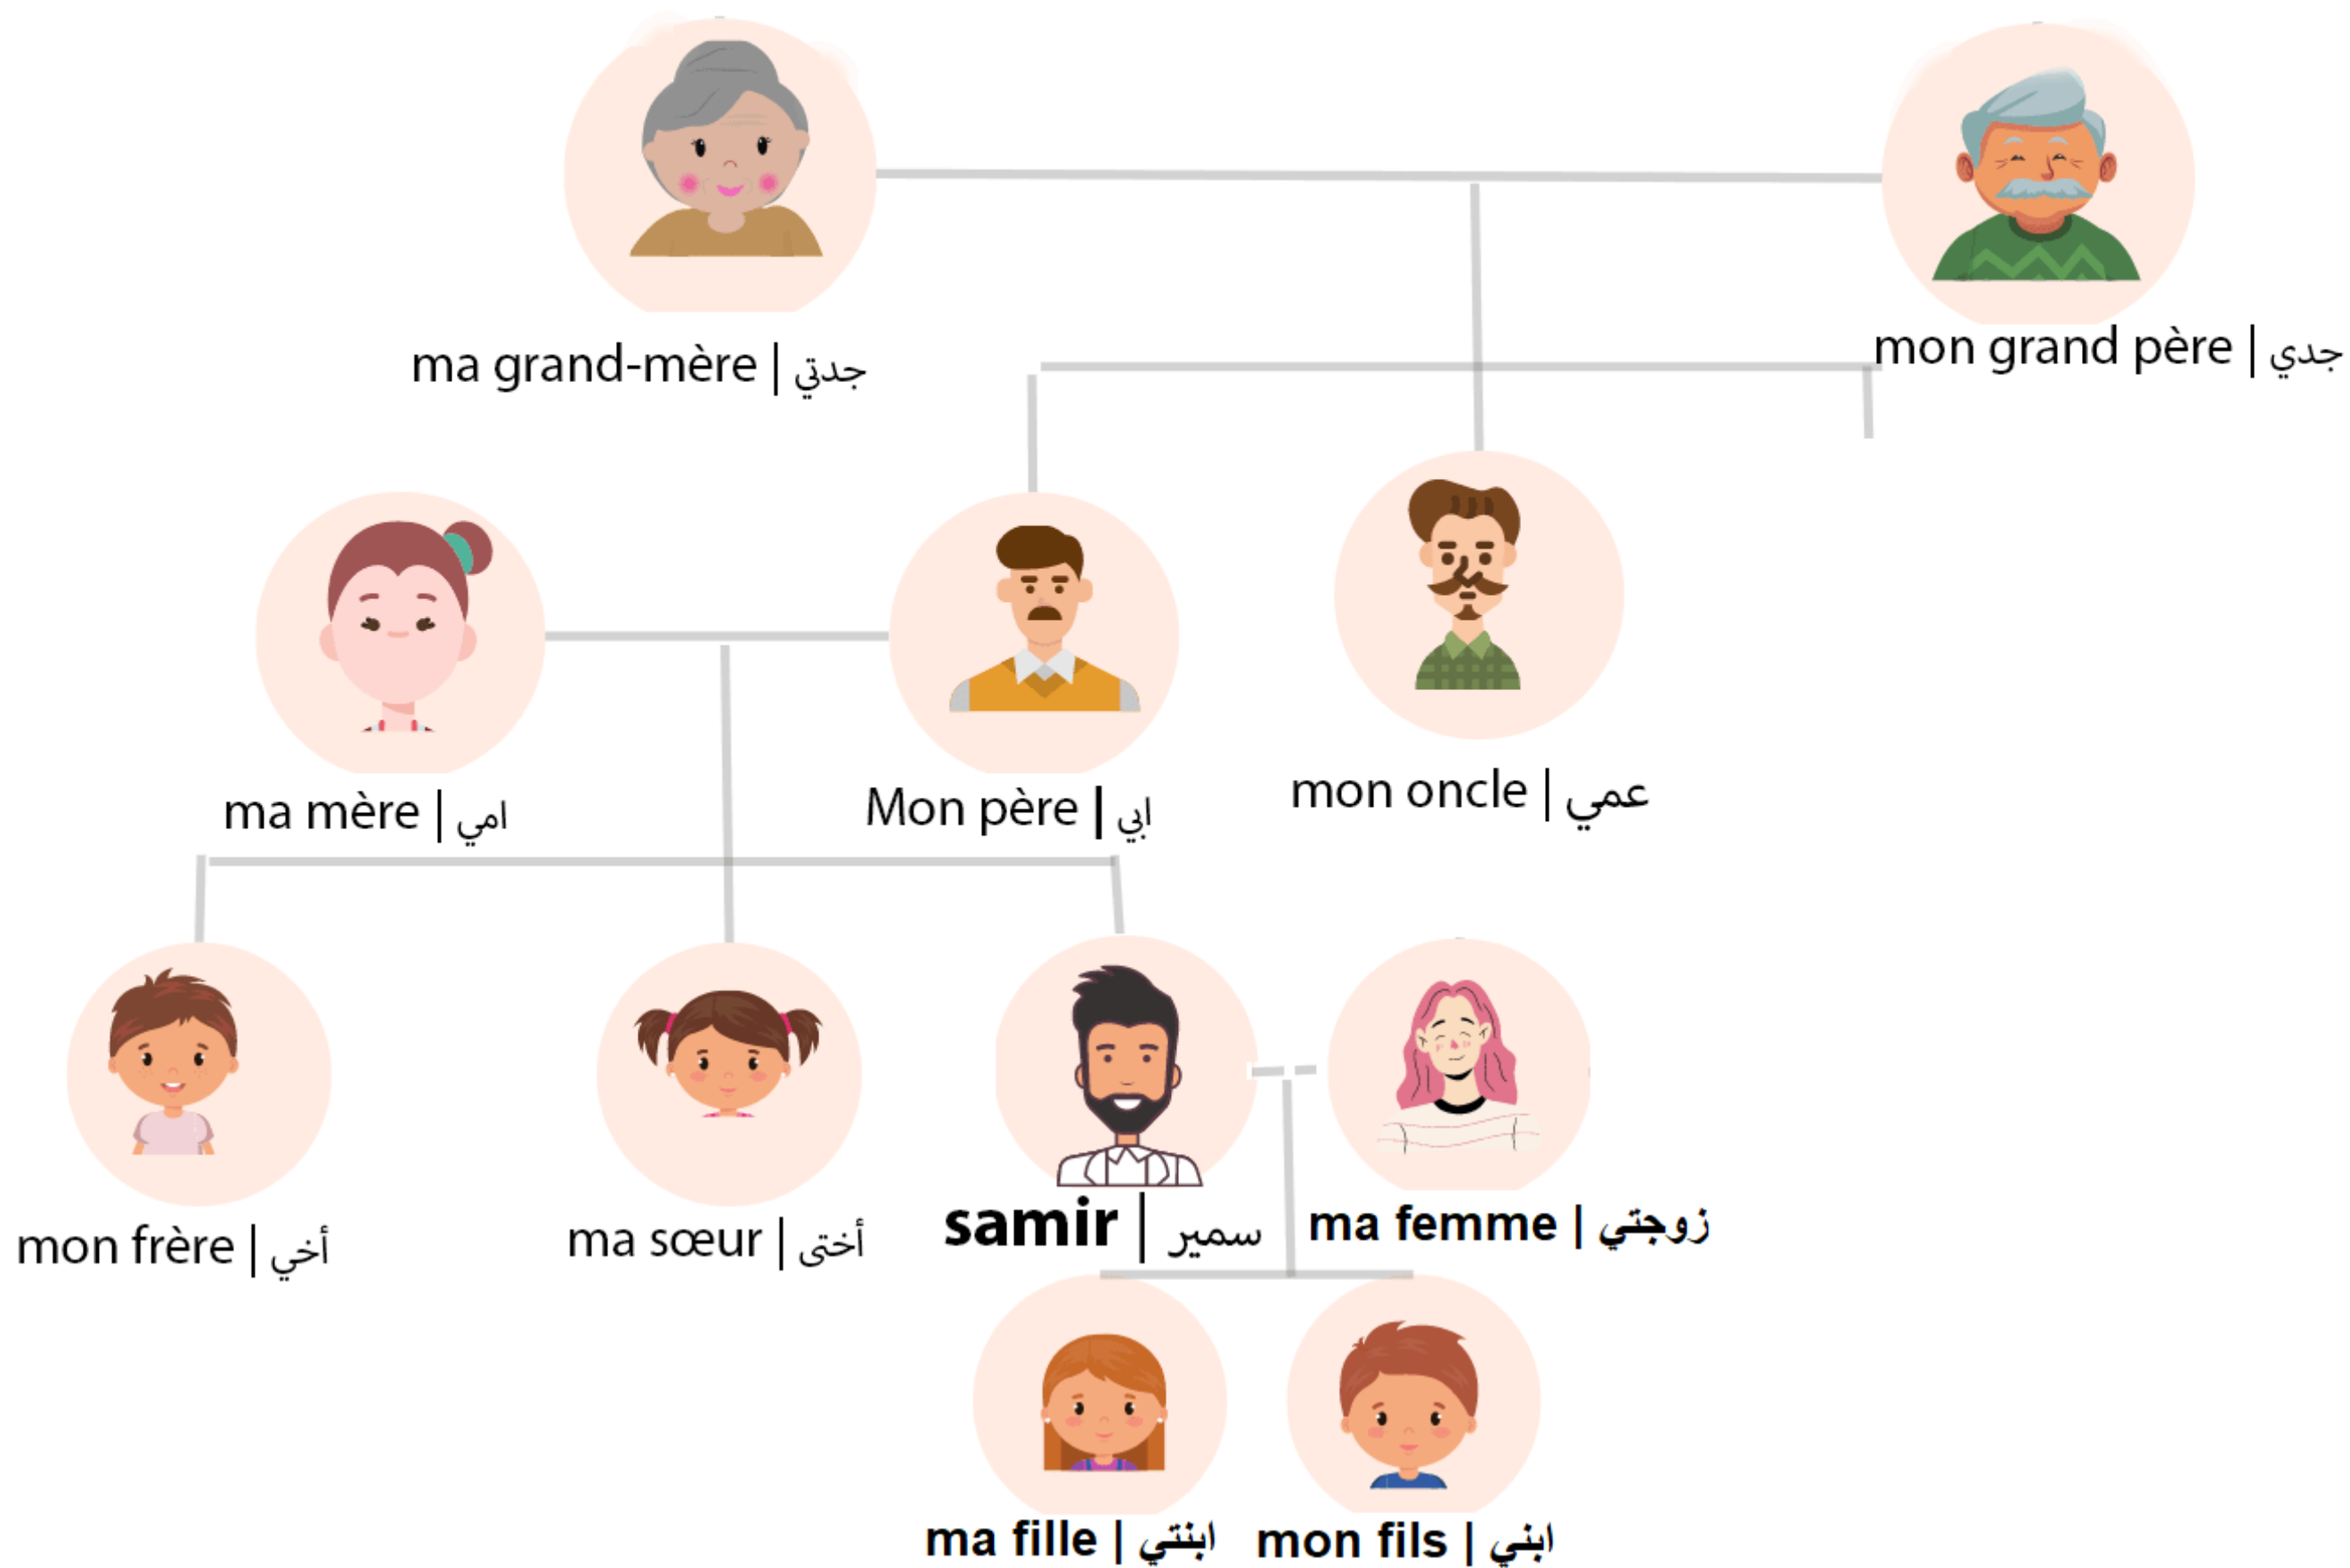 ma grand-mère | جدتي
mon grand père | جدي
ma mère | امي
Mon père | ابي
mon oncle | عمي
mon frère | أخي
ma sœur | أختى
samir | سمير
ma femme | زوجتي
ma fille | ابنتي
mon fils | ابني